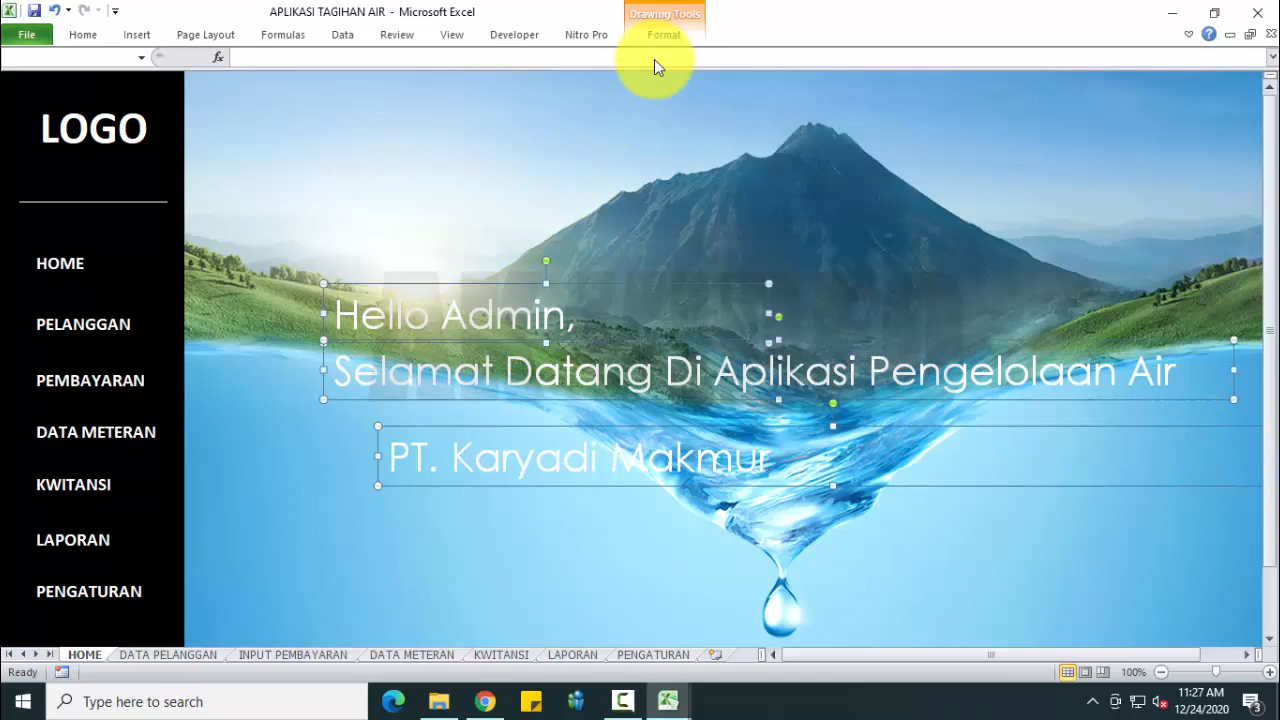 APLIKASI TAGIHAN AIR - Microsoft Excel
Drawing Tools
File Home Insert Page Layout Formulas Data Review View Developer Nitro Pro Format
fx
LOGO
HOME
PELANGGAN
PEMBAYARAN
DATA METERAN
KWITANSI
LAPORAN
PENGATURAN
Hello Admin,
Selamat Datang Di Aplikasi Pengelolaan Air
PT. Karyadi Makmur
HOME DATA PELANGGAN INPUT PEMBAYARAN DATA METERAN KWITANSI LAPORAN PENGATURAN
Ready 100%
Type here to search
11:27 AM
12/24/2020
3